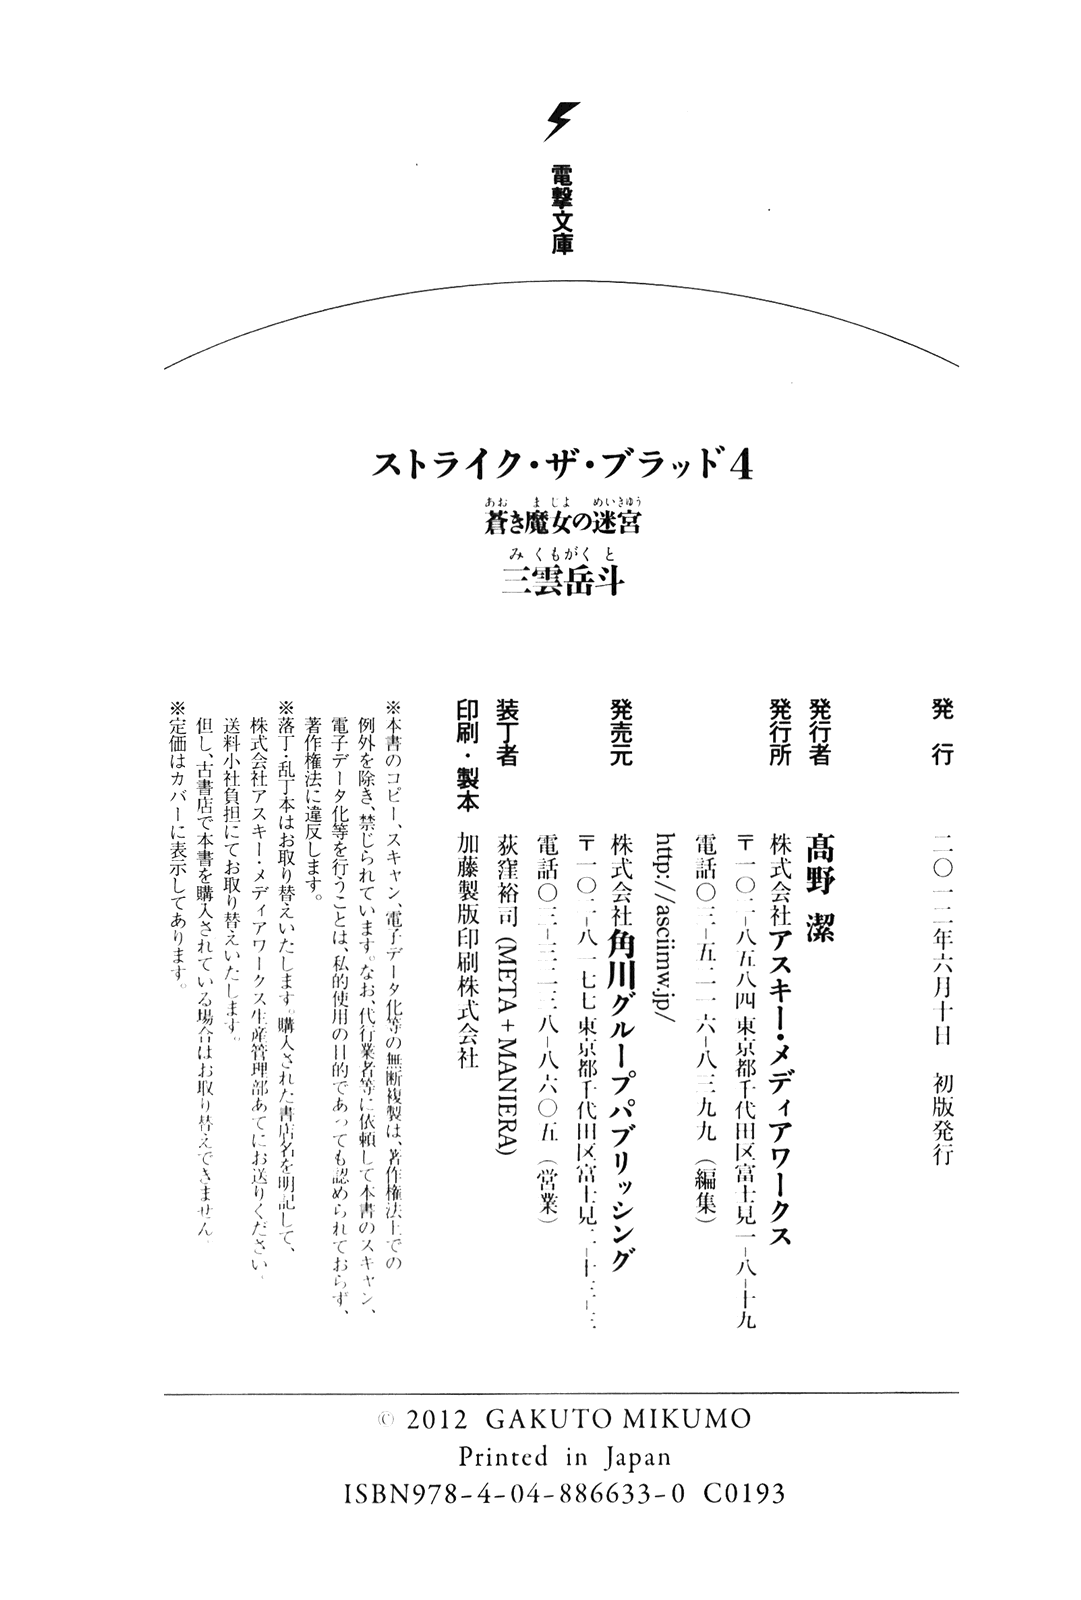 電撃文庫
ストライク・ザ・ブラッド4
あお ま じょ めいきゅう
蒼き魔女の迷宮
み くもがく と
三雲岳斗
発 行 二〇一二年六月十日 初版発行
発行者 髙野 潔
発行所 株式会社アスキー・メディアワークス
〒一〇二-八五八四 東京都千代田区富士見一-八-十九
電話〇三-五二一六-八三九九(編集)
http://asciimw.jp/
発売元 株式会社角川グループパブリッシング
〒一〇二-八一七七 東京都千代田区富士見二-十三-三
電話〇三-三二三八-八六〇五(営業)
装丁者 荻窪裕司 (META + MANIERA)
印刷・製本 加藤製版印刷株式会社
※本書のコピー、スキャン、電子データ化等の無断複製は、著作権法上での
例外を除き、禁じられています。なお、代行業者等に依頼して本書のスキャン、
電子データ化等を行うことは、私的使用の目的であっても認められておらず、
著作権法に違反します。
※落丁・乱丁本はお取り替えいたします。購入された書店名を明記して、
株式会社アスキー・メディアワークス生産管理部あてにお送りください。
送料小社負担にてお取り替えいたします。
但し、古書店で本書を購入されている場合はお取り替えできません。
※定価はカバーに表示してあります。
© 2012 GAKUTO MIKUMO
Printed in Japan
ISBN978-4-04-886633-0 C0193